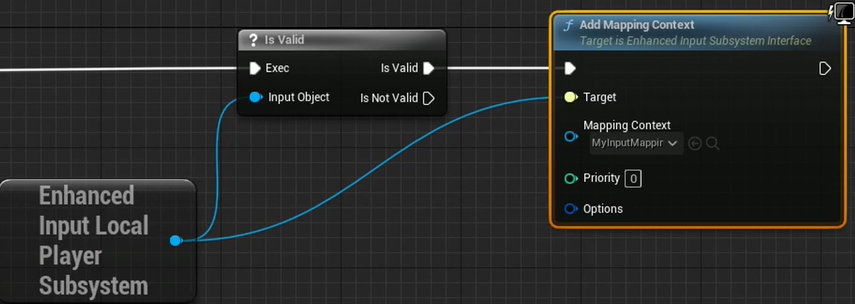 ? Is Valid
Exec
Is Valid
Input Object
Is Not Valid
Enhanced
Input Local
Player
Subsystem
f Add Mapping Context
Target is Enhanced Input Subsystem Interface
Target
Mapping Context
MyInputMappir
Priority 0
Options